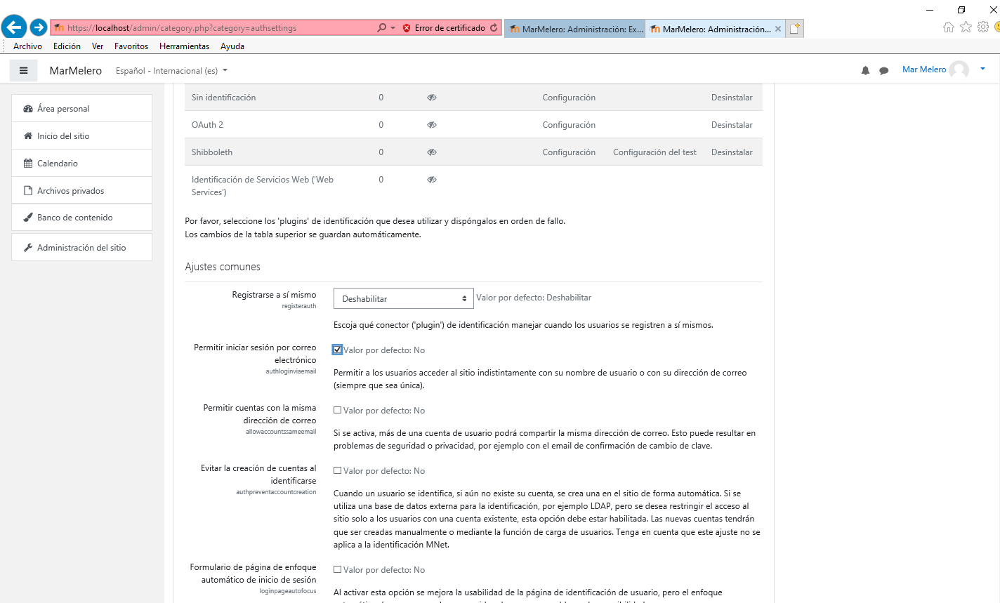 https://localhost/admin/category.php?category=authsettings
Error de certificado
MarMelero: Administración: Ex...
MarMelero: Administración...
Archivo Edición Ver Favoritos Herramientas Ayuda
MarMelero Español - Internacional (es) Mar Melero
Área personal
Inicio del sitio
Calendario
Archivos privados
Banco de contenido
Administración del sitio
Sin identificación 0 Configuración Desinstalar
OAuth 2 0 Configuración Desinstalar
Shibboleth 0 Configuración Configuración del test Desinstalar
Identificación de Servicios Web ('Web 0
Services')
Por favor, seleccione los 'plugins' de identificación que desea utilizar y dispóngalos en orden de fallo.
Los cambios de la tabla superior se guardan automáticamente.
Ajustes comunes
Registrarse a sí mismo
registerauth
Deshabilitar Valor por defecto: Deshabilitar
Escoja qué conector ('plugin') de identificación manejar cuando los usuarios se registren a sí mismos.
Permitir iniciar sesión por correo
electrónico
authloginviaemail
Valor por defecto: No
Permitir a los usuarios acceder al sitio indistintamente con su nombre de usuario o con su dirección de correo
(siempre que sea única).
Permitir cuentas con la misma
dirección de correo
allowaccountssameemail
Valor por defecto: No
Si se activa, más de una cuenta de usuario podrá compartir la misma dirección de correo. Esto puede resultar en
problemas de seguridad o privacidad, por ejemplo con el email de confirmación de cambio de clave.
Evitar la creación de cuentas al
identificarse
authpreventaccountcreation
Valor por defecto: No
Cuando un usuario se identifica, si aún no existe su cuenta, se crea una en el sitio de forma automática. Si se
utiliza una base de datos externa para la identificación, por ejemplo LDAP, pero se desea restringir el acceso al
sitio solo a los usuarios con una cuenta existente, esta opción debe estar habilitada. Las nuevas cuentas tendrán
que ser creadas manualmente o mediante la función de carga de usuarios. Tenga en cuenta que este ajuste no se
aplica a la identificación MNet.
Formulario de página de enfoque
automático de inicio de sesión
loginpageautofocus
Valor por defecto: No
Al activar esta opción se mejora la usabilidad de la página de identificación de usuario, pero el enfoque